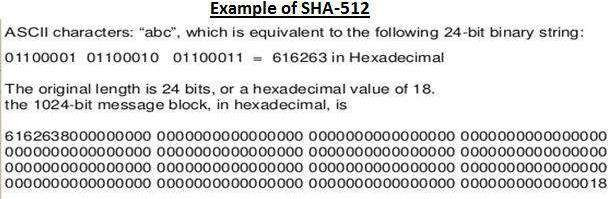 Example of SHA-512
ASCII characters: “abc”, which is equivalent to the following 24-bit binary string:
01100001 01100010 01100011 = 616263 in Hexadecimal
The original length is 24 bits, or a hexadecimal value of 18.
the 1024-bit message block, in hexadecimal, is
6162638000000000 0000000000000000 0000000000000000 0000000000000000
0000000000000000 0000000000000000 0000000000000000 0000000000000000
0000000000000000 0000000000000000 0000000000000000 0000000000000000
0000000000000000 0000000000000000 0000000000000000 0000000000000018